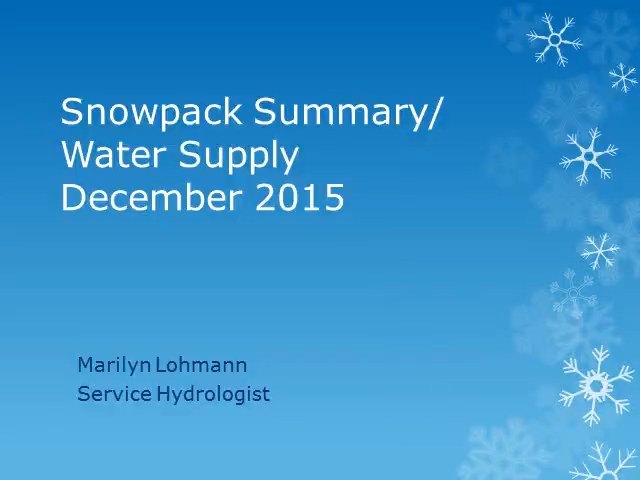 Snowpack Summary/
Water Supply
December 2015
Marilyn Lohmann
Service Hydrologist